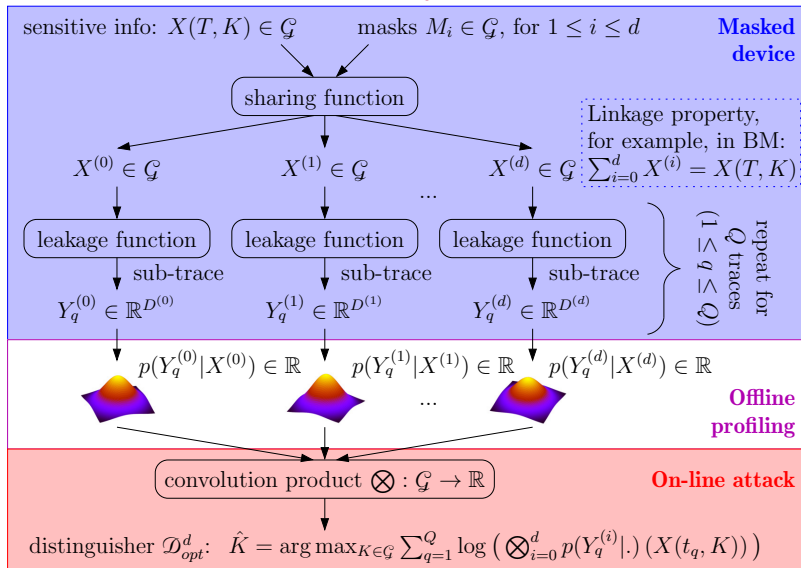 sensitive info: X(T, K) ∈ 𝒢   masks M_i ∈ 𝒢, for 1 ≤ i ≤ d
Masked
device
sharing function
Linkage property,
for example, in BM:
∑_{i=0}^{d} X^{(i)} = X(T, K)
X^{(0)} ∈ 𝒢   X^{(1)} ∈ 𝒢   ...   X^{(d)} ∈ 𝒢
leakage function   leakage function   leakage function
sub-trace   sub-trace   sub-trace
Y_q^{(0)} ∈ ℝ^{D^{(0)}}   Y_q^{(1)} ∈ ℝ^{D^{(1)}}   Y_q^{(d)} ∈ ℝ^{D^{(d)}}
repeat for
Q traces
(1 ≤ q ≤ Q)
p(Y_q^{(0)}|X^{(0)}) ∈ ℝ   p(Y_q^{(1)}|X^{(1)}) ∈ ℝ   p(Y_q^{(d)}|X^{(d)}) ∈ ℝ
...
Offline
profiling
convolution product ⨂ : 𝒢 → ℝ
On-line attack
distinguisher 𝒟_{opt}^{d}: K̂ = arg max_{K∈𝒢} ∑_{q=1}^{Q} log ( ⨂_{i=0}^{d} p(Y_q^{(i)}|.) (X(t_q, K)) )